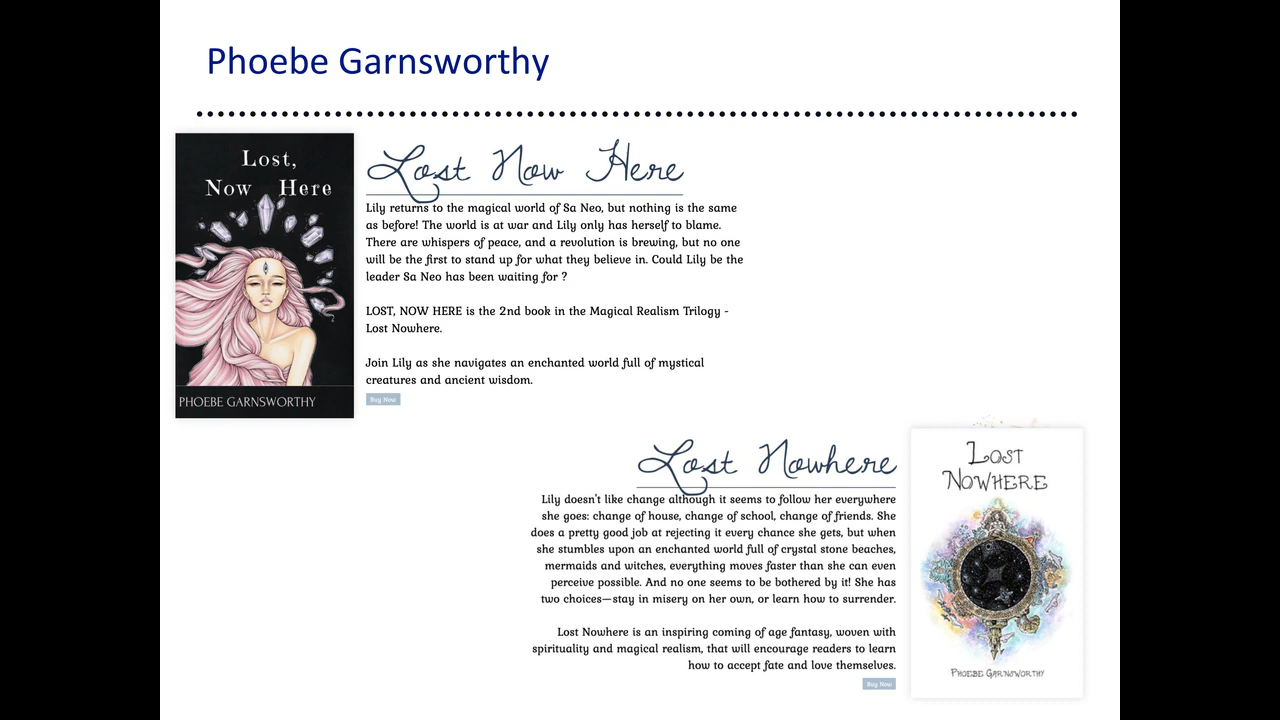 Phoebe Garnsworthy
Lost,
Now Here
PHOEBE GARNSWORTHY
Lost Now Here
Lily returns to the magical world of Sa Neo, but nothing is the same
as before! The world is at war and Lily only has herself to blame.
There are whispers of peace, and a revolution is brewing, but no one
will be the first to stand up for what they believe in. Could Lily be the
leader Sa Neo has been waiting for ?
LOST, NOW HERE is the 2nd book in the Magical Realism Trilogy -
Lost Nowhere.
Join Lily as she navigates an enchanted world full of mystical
creatures and ancient wisdom.
Buy Now
Lost Nowhere
Lily doesn't like change although it seems to follow her everywhere
she goes: change of house, change of school, change of friends. She
does a pretty good job at rejecting it every chance she gets, but when
she stumbles upon an enchanted world full of crystal stone beaches,
mermaids and witches, everything moves faster than she can even
perceive possible. And no one seems to be bothered by it! She has
two choices—stay in misery on her own, or learn how to surrender.
Lost Nowhere is an inspiring coming of age fantasy, woven with
spirituality and magical realism, that will encourage readers to learn
how to accept fate and love themselves.
Buy Now
LOST
NOWHERE
PHOEBE GARNSWORTHY